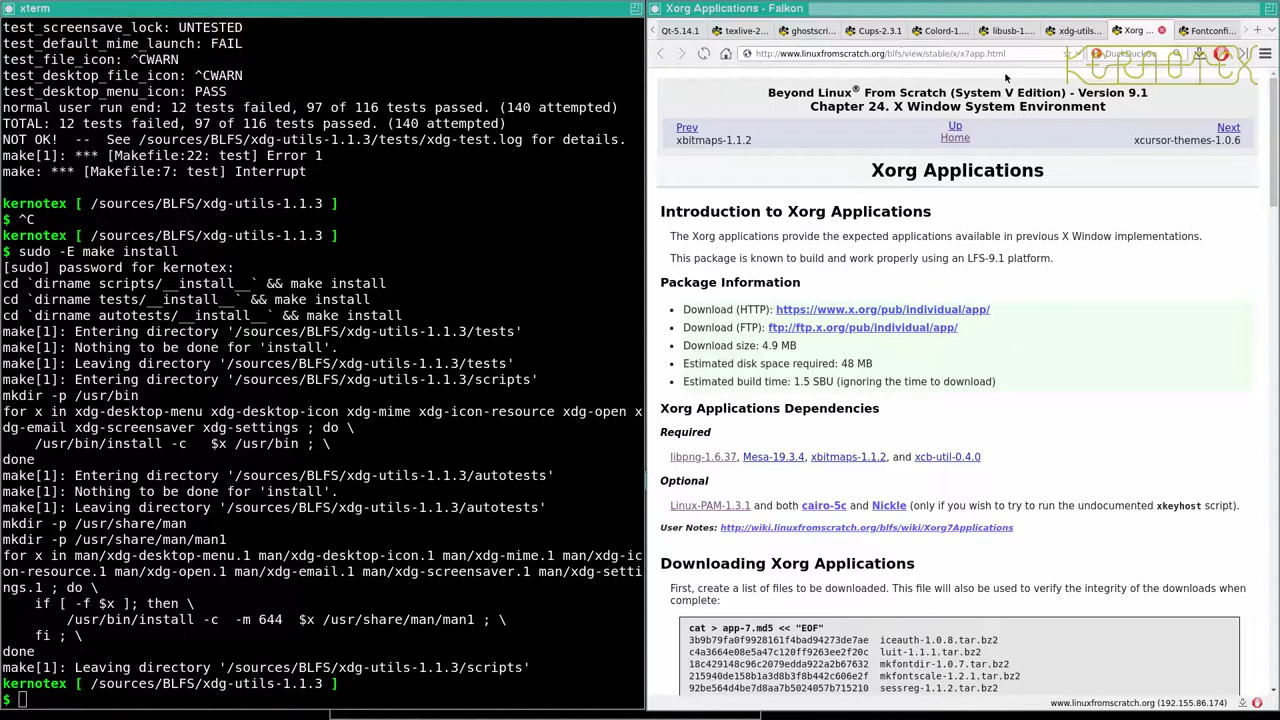 xterm
test_screensave_lock: UNTESTED
test_default_mime_launch: FAIL
test_file_icon: ^CWARN
test_desktop_file_icon: ^CWARN
test_desktop_menu_icon: PASS
normal user run end: 12 tests failed, 97 of 116 tests passed. (140 attempted)
TOTAL: 12 tests failed, 97 of 116 tests passed. (140 attempted)
NOT OK!  --  See /sources/BLFS/xdg-utils-1.1.3/tests/xdg-test.log for details.
make[1]: *** [Makefile:22: test] Error 1
make: *** [Makefile:7: test] Interrupt
kernotex [ /sources/BLFS/xdg-utils-1.1.3 ]
$ ^C
kernotex [ /sources/BLFS/xdg-utils-1.1.3 ]
$ sudo -E make install
[sudo] password for kernotex:
cd `dirname scripts/__install__` && make install
cd `dirname tests/__install__` && make install
cd `dirname autotests/__install__` && make install
make[1]: Entering directory '/sources/BLFS/xdg-utils-1.1.3/tests'
make[1]: Nothing to be done for 'install'.
make[1]: Leaving directory '/sources/BLFS/xdg-utils-1.1.3/tests'
make[1]: Entering directory '/sources/BLFS/xdg-utils-1.1.3/scripts'
mkdir -p /usr/bin
for x in xdg-desktop-menu xdg-desktop-icon xdg-mime xdg-icon-resource xdg-open x
dg-email xdg-screensaver xdg-settings ; do \
/usr/bin/install -c   $x /usr/bin ; \
done
make[1]: Entering directory '/sources/BLFS/xdg-utils-1.1.3/autotests'
make[1]: Nothing to be done for 'install'.
make[1]: Leaving directory '/sources/BLFS/xdg-utils-1.1.3/autotests'
mkdir -p /usr/share/man
mkdir -p /usr/share/man/man1
for x in man/xdg-desktop-menu.1 man/xdg-desktop-icon.1 man/xdg-mime.1 man/xdg-ic
on-resource.1 man/xdg-open.1 man/xdg-email.1 man/xdg-screensaver.1 man/xdg-setti
ngs.1 ; do \
if [ -f $x ]; then \
/usr/bin/install -c  -m 644  $x /usr/share/man/man1 ; \
fi ; \
done
make[1]: Leaving directory '/sources/BLFS/xdg-utils-1.1.3/scripts'
kernotex [ /sources/BLFS/xdg-utils-1.1.3 ]
$
Xorg Applications - Falkon
Qt-5.14.1 texlive-2... ghostscri... Cups-2.3.1 Colord-1.... libusb-1.... xdg-utils... Xorg ... Fontconfi...
http://www.linuxfromscratch.org/blfs/view/stable/x/x7app.html DuckDuckGo
KERNOTEX
Beyond Linux® From Scratch (System V Edition) - Version 9.1
Chapter 24. X Window System Environment
Prev Up Next
xbitmaps-1.1.2 Home xcursor-themes-1.0.6
Xorg Applications
Introduction to Xorg Applications
The Xorg applications provide the expected applications available in previous X Window implementations.
This package is known to build and work properly using an LFS-9.1 platform.
Package Information
• Download (HTTP): https://www.x.org/pub/individual/app/
• Download (FTP): ftp://ftp.x.org/pub/individual/app/
• Download size: 4.9 MB
• Estimated disk space required: 48 MB
• Estimated build time: 1.5 SBU (ignoring the time to download)
Xorg Applications Dependencies
Required
libpng-1.6.37, Mesa-19.3.4, xbitmaps-1.1.2, and xcb-util-0.4.0
Optional
Linux-PAM-1.3.1 and both cairo-5c and Nickle (only if you wish to try to run the undocumented xkeyhost script).
User Notes: http://wiki.linuxfromscratch.org/blfs/wiki/Xorg7Applications
Downloading Xorg Applications
First, create a list of files to be downloaded. This file will also be used to verify the integrity of the downloads when
complete:
cat > app-7.md5 << "EOF"
3b9b79fa0f9928161f4bad94273de7ae  iceauth-1.0.8.tar.bz2
c4a3664e08e5a47c120ff9263ee2f20c  luit-1.1.1.tar.bz2
18c429148c96c2079edda922a2b67632  mkfontdir-1.0.7.tar.bz2
215940de158b1a3d8b3f8b442c606e2f  mkfontscale-1.2.1.tar.bz2
92be564d4be7d8aa7b5024057b715210  sessreg-1.1.2.tar.bz2
www.linuxfromscratch.org (192.155.86.174)